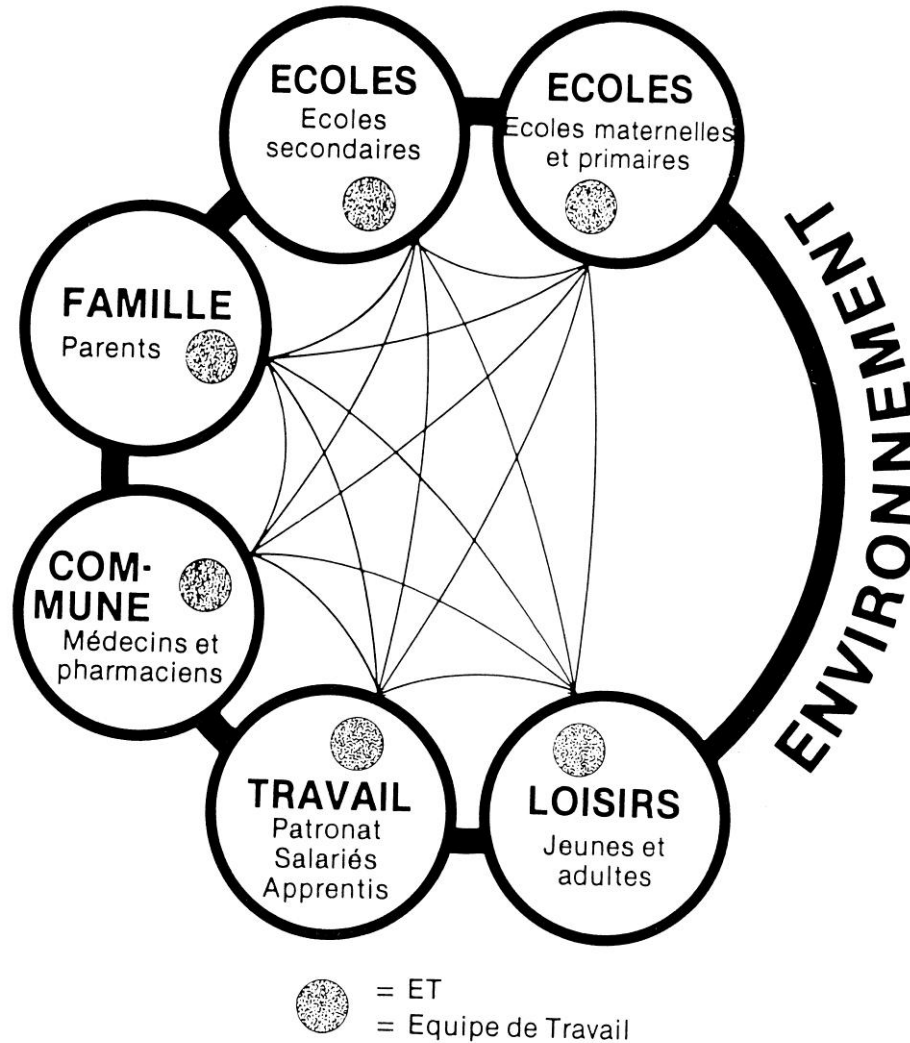 ECOLES
Ecoles
secondaires
ECOLES
Ecoles maternelles
et primaires
FAMILLE
Parents
COM-
MUNE
Médecins et
pharmaciens
TRAVAIL
Patronat
Salariés
Apprentis
LOISIRS
Jeunes et
adultes
ENVIRONNEMENT
= ET
= Equipe de Travail